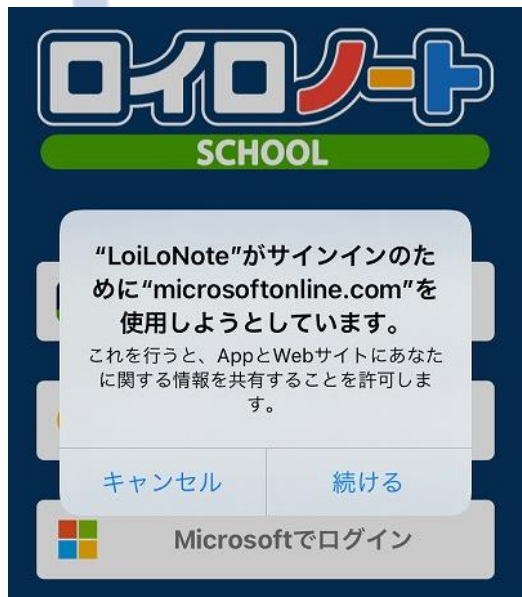 ロイロノート
SCHOOL
“LoiLoNote”がサインインのた
めに“microsoftonline.com”を
使用しようとしています。
これを行うと、AppとWebサイトにあなた
に関する情報を共有することを許可しま
す。
キャンセル
続ける
Microsoftでログイン